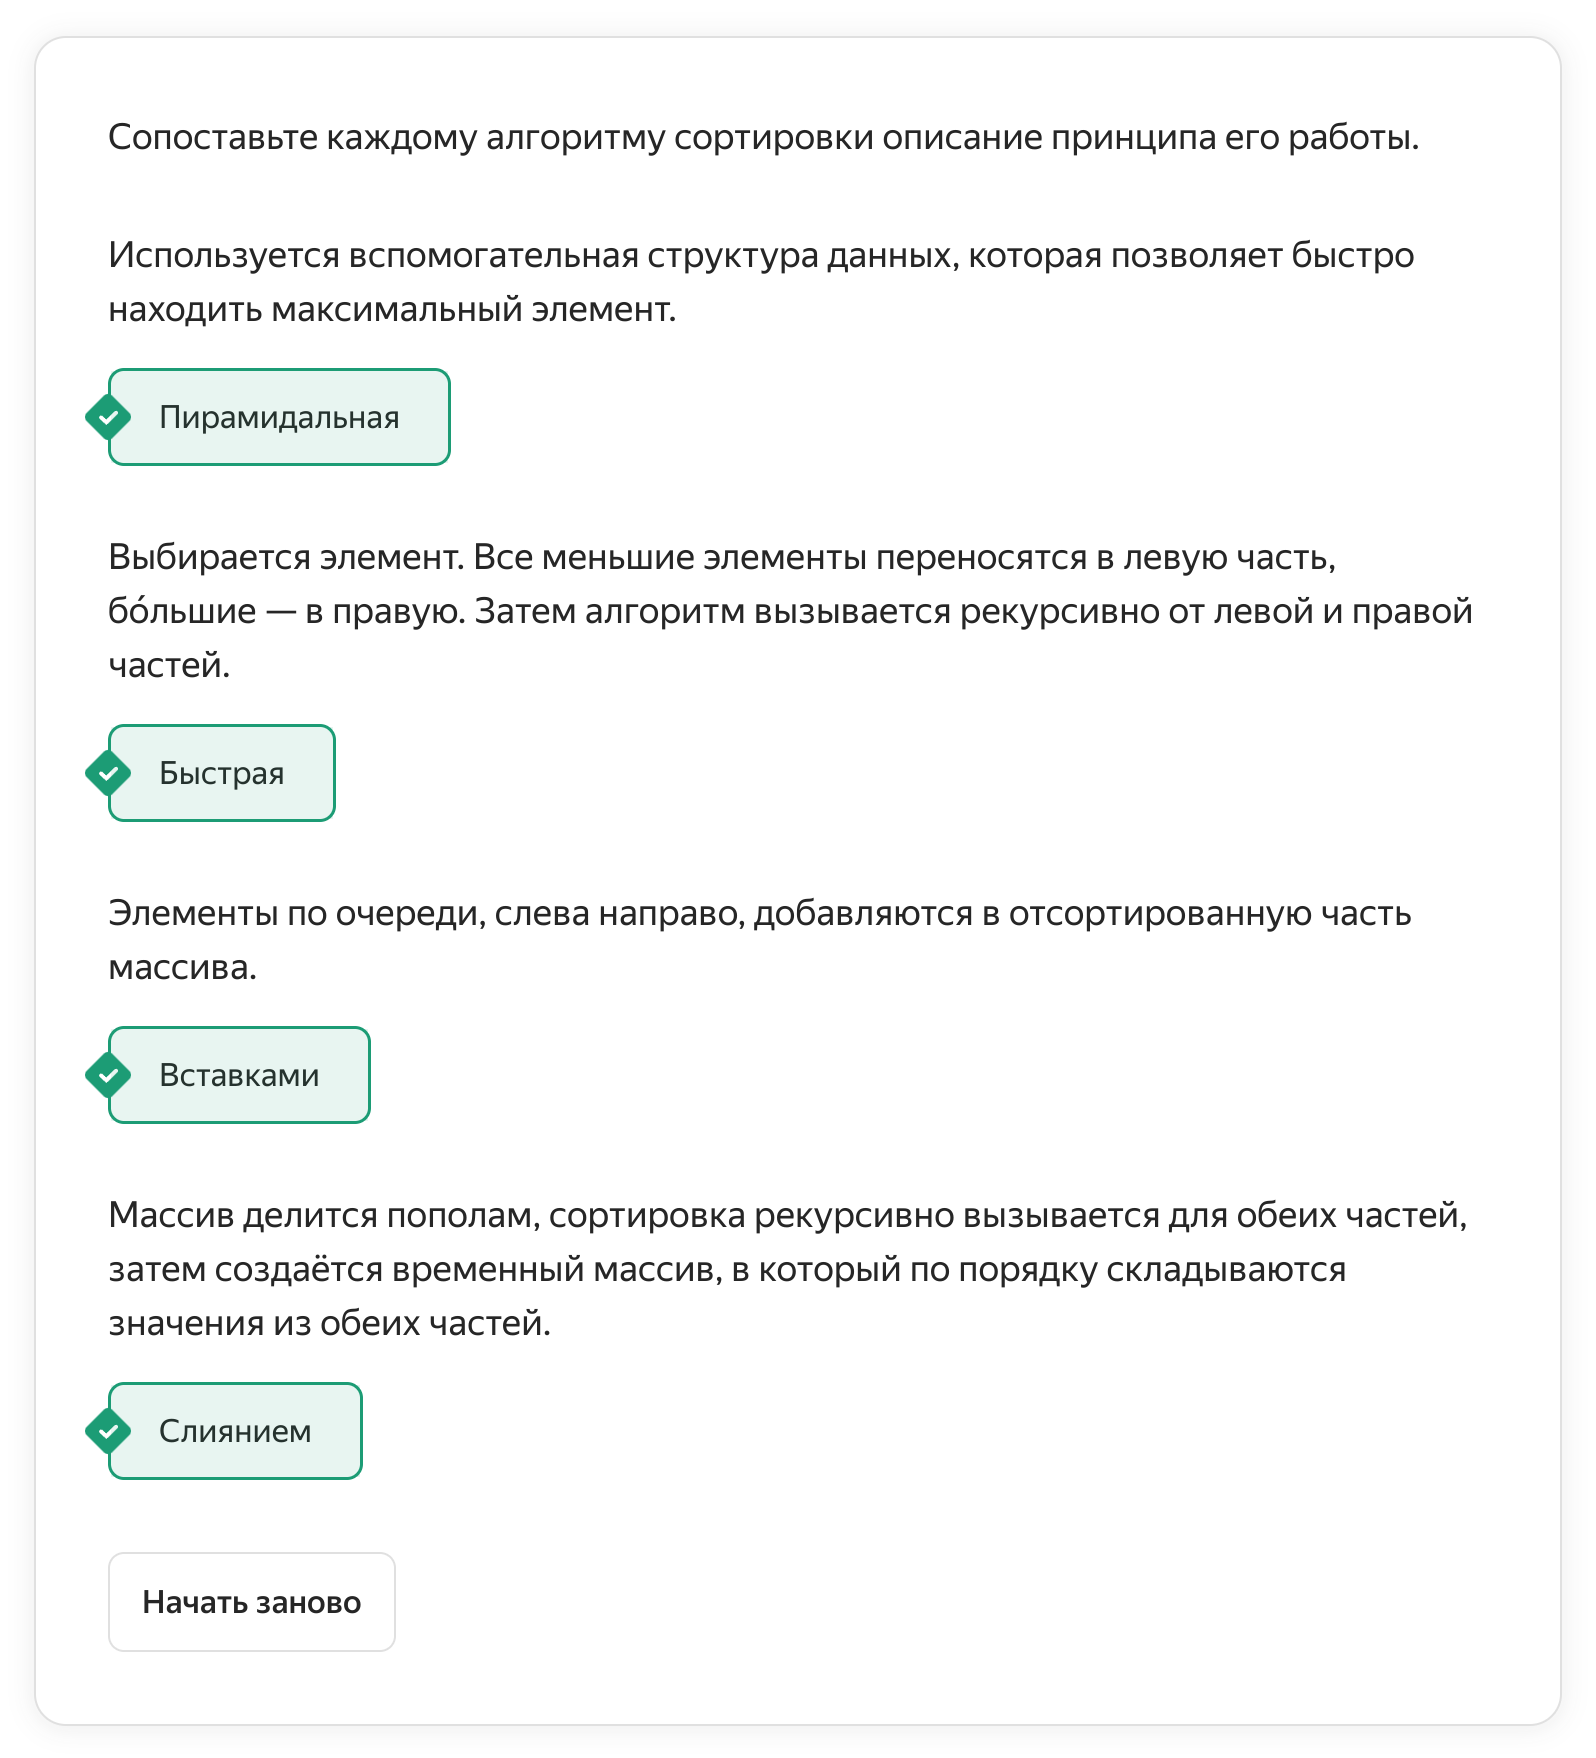 Сопоставьте каждому алгоритму сортировки описание принципа его работы.
Используется вспомогательная структура данных, которая позволяет быстро
находить максимальный элемент.
Пирамидальная
Выбирается элемент. Все меньшие элементы переносятся в левую часть,
бо́льшие — в правую. Затем алгоритм вызывается рекурсивно от левой и правой
частей.
Быстрая
Элементы по очереди, слева направо, добавляются в отсортированную часть
массива.
Вставками
Массив делится пополам, сортировка рекурсивно вызывается для обеих частей,
затем создаётся временный массив, в который по порядку складываются
значения из обеих частей.
Слиянием
Начать заново